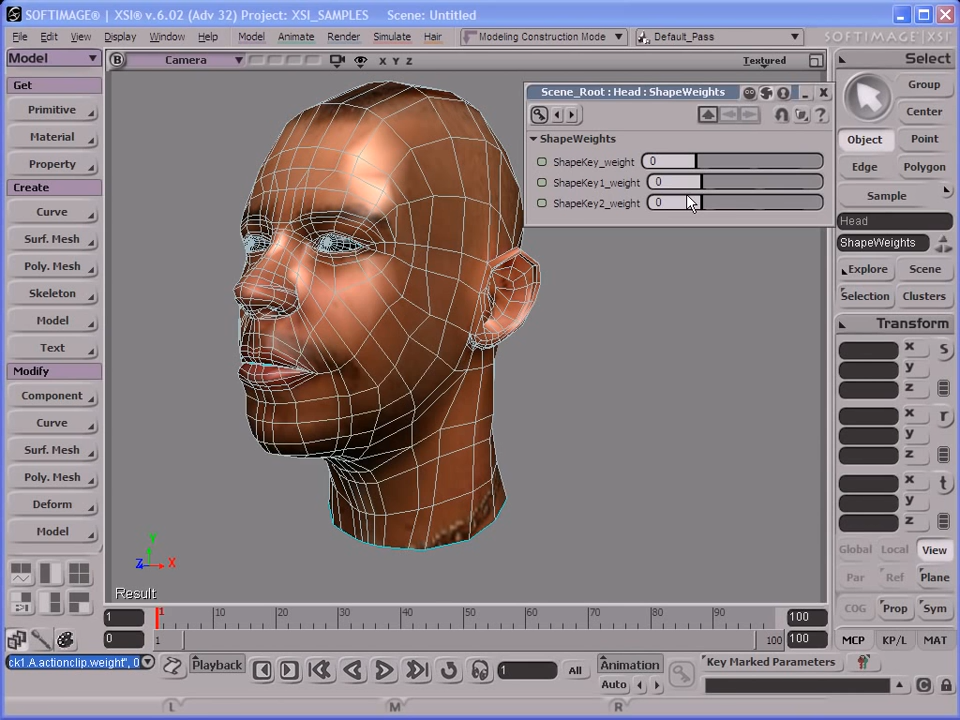 SOFTIMAGE® | XSI® v.6.02 (Adv 32) Project: XSI_SAMPLES Scene: Untitled
File Edit View Display Window Help Model Animate Render Simulate Hair Modeling Construction Mode Default_Pass SOFTIMAGE|XSI
Model B Camera X Y Z Textured Select
Get
Primitive
Material
Property
Create
Curve
Surf. Mesh
Poly. Mesh
Skeleton
Model
Text
Modify
Component
Curve
Surf. Mesh
Poly. Mesh
Deform
Model
Scene_Root : Head : ShapeWeights
ShapeWeights
ShapeKey_weight 0
ShapeKey1_weight 0
ShapeKey2_weight 0
Y
Z X
Result
Group
Center
Object Point
Edge Polygon
Sample
Head
ShapeWeights
Explore Scene
Selection Clusters
Transform
x s
y
z
x r
y
z
x t
y
z
Global Local View
Par Ref Plane
COG Prop Sym
MCP KP/L MAT
1 1 10 20 30 40 50 60 70 80 90 100
0 1 100 100
ck1.A.actionclip.weight", 0 Playback 1 All Animation Key Marked Parameters
Auto C
L M R